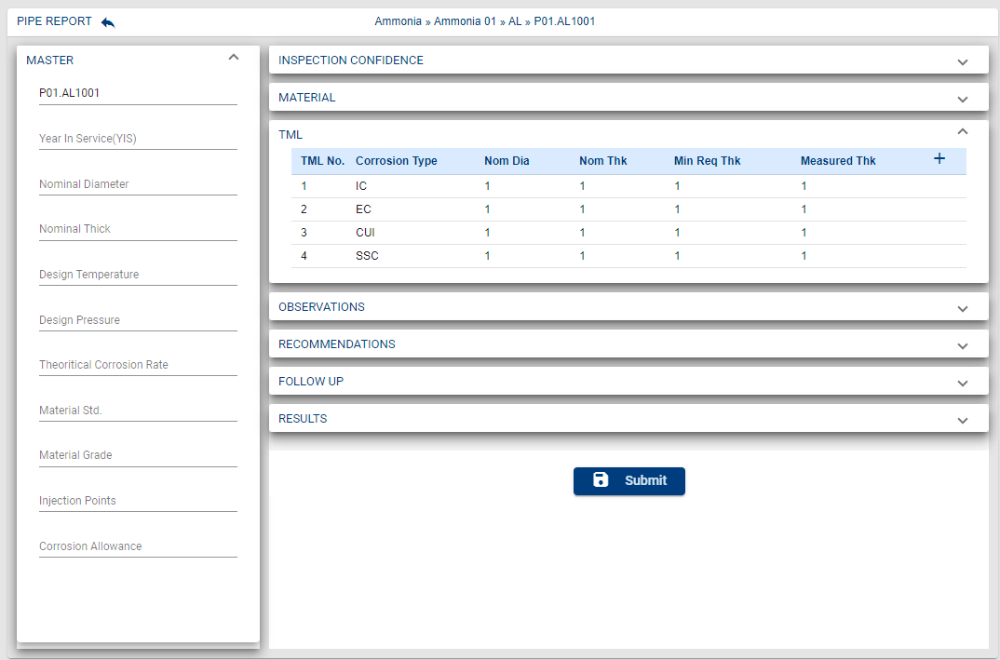 PIPE REPORT
Ammonia » Ammonia 01 » AL » P01.AL1001
MASTER
P01.AL1001
Year In Service(YIS)
Nominal Diameter
Nominal Thick
Design Temperature
Design Pressure
Theoritical Corrosion Rate
Material Std.
Material Grade
Injection Points
Corrosion Allowance
INSPECTION CONFIDENCE
MATERIAL
TML
TML No. Corrosion Type Nom Dia Nom Thk Min Req Thk Measured Thk +
1 IC 1 1 1 1
2 EC 1 1 1 1
3 CUI 1 1 1 1
4 SSC 1 1 1 1
OBSERVATIONS
RECOMMENDATIONS
FOLLOW UP
RESULTS
Submit